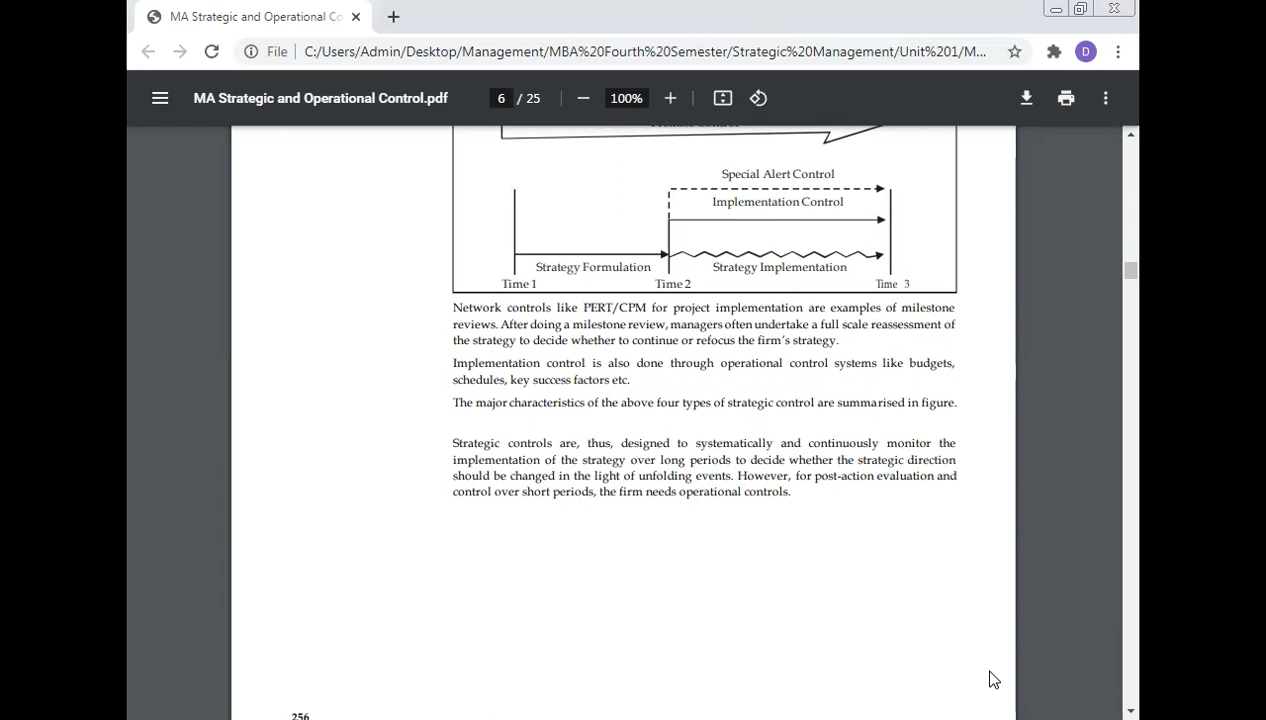 MA Strategic and Operational Co
File
C:/Users/Admin/Desktop/Management/MBA%20Fourth%20Semester/Strategic%20Management/Unit%201/M...
D
MA Strategic and Operational Control.pdf
6 / 25
100%
Special Alert Control
Implementation Control
Strategy Formulation
Strategy Implementation
Time 1
Time 2
Time 3
Network controls like PERT/CPM for project implementation are examples of milestone
reviews. After doing a milestone review, managers often undertake a full scale reassessment of
the strategy to decide whether to continue or refocus the firm's strategy.
Implementation control is also done through operational control systems like budgets,
schedules, key success factors etc.
The major characteristics of the above four types of strategic control are summarised in figure.
Strategic controls are, thus, designed to systematically and continuously monitor the
implementation of the strategy over long periods to decide whether the strategic direction
should be changed in the light of unfolding events. However, for post-action evaluation and
control over short periods, the firm needs operational controls.
256